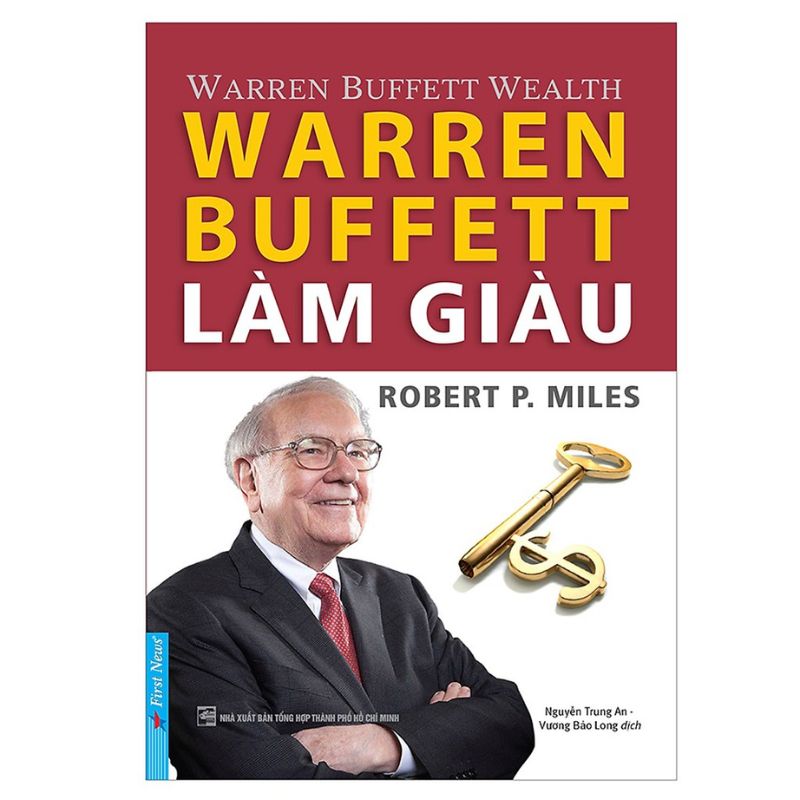 WARREN BUFFETT WEALTH
WARREN
BUFFETT
LÀM GIÀU
ROBERT P. MILES
First News
NHÀ XUẤT BẢN TỔNG HỢP THÀNH PHỐ HỒ CHÍ MINH
Nguyễn Trung An -
Vương Bảo Long dịch